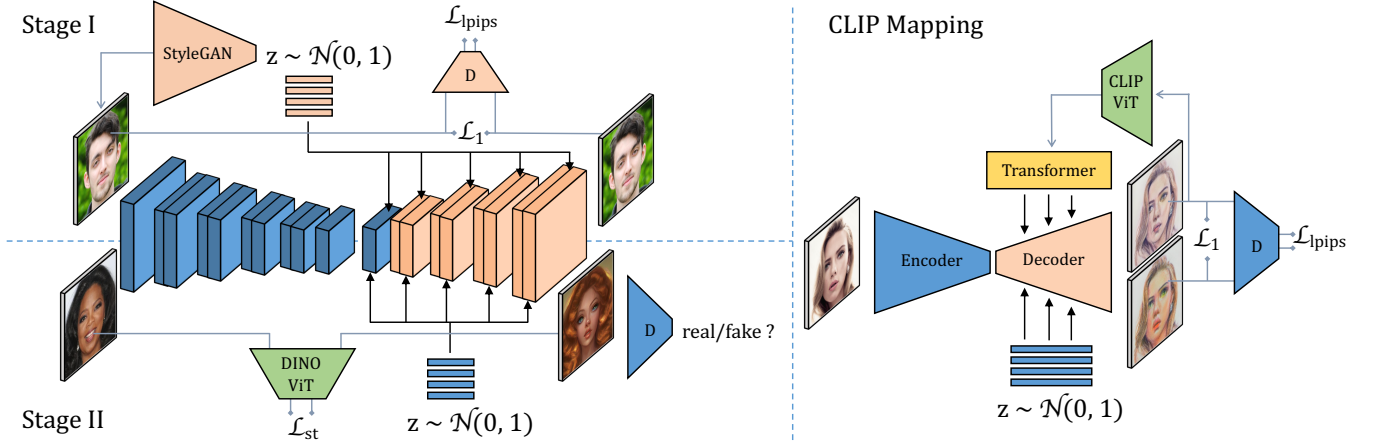 Stage I
StyleGAN
z ~ 𝒩(0, 1)
ℒlpips
D
ℒ1
DINO
ViT
ℒst
Stage II
z ~ 𝒩(0, 1)
D
real/fake ?
CLIP Mapping
CLIP
ViT
Transformer
Encoder
Decoder
ℒ1
D
ℒlpips
z ~ 𝒩(0, 1)